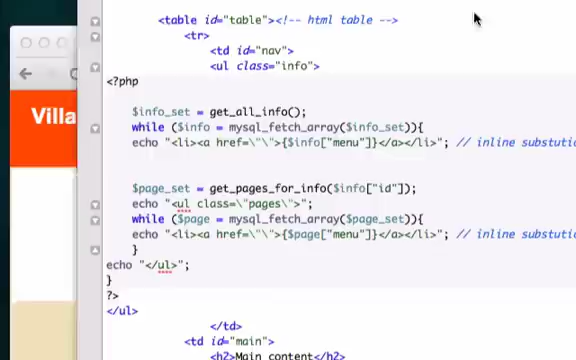 <table id="table"><!-- html table -->
<tr>
<td id="nav">
<ul class="info">
<?php
Villa
$info_set = get_all_info();
while ($info = mysql_fetch_array($info_set)){
echo "<li><a href=\"\">{$info["menu"]}</a></li>"; // inline
$page_set = get_pages_for_info($info["id"]);
echo "<ul class=\"pages\">";
while ($page = mysql_fetch_array($page_set)){
echo "<li><a href=\"\">{$page["menu"]}</a></li>"; // inline
}
echo "</ul>";
}
?>
</ul>
</td>
<td id="main">
<h2>Main content</h2>